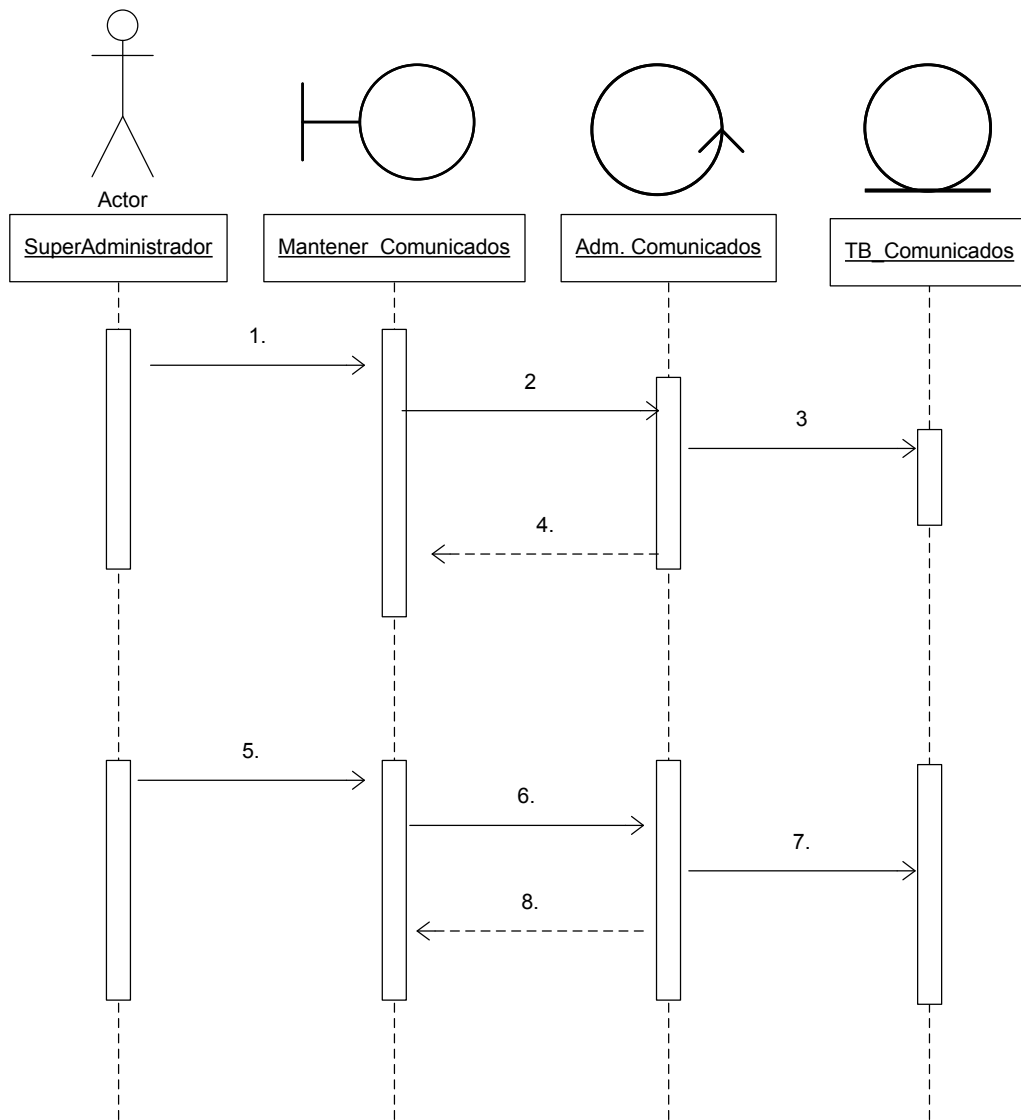 Actor
SuperAdministrador
Mantener_Comunicados
Adm. Comunicados
TB_Comunicados
1.
2
3
4.
5.
6.
7.
8.